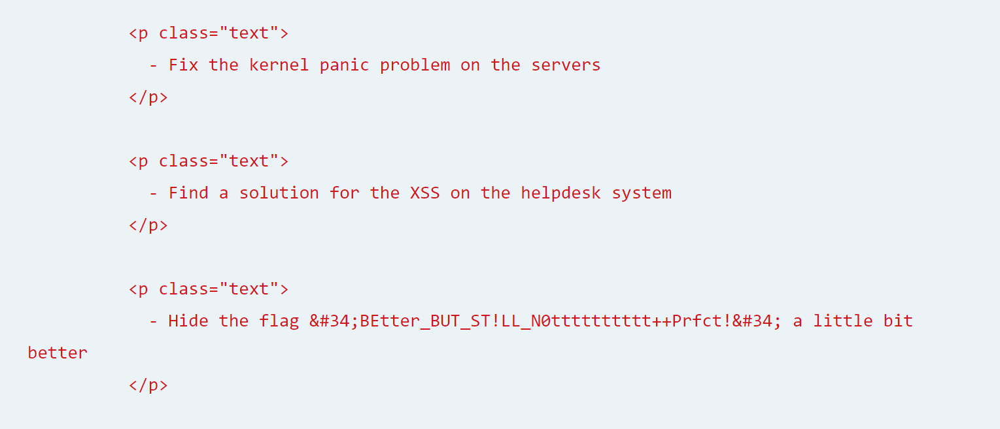 <p class="text">
- Fix the kernel panic problem on the servers
</p>
<p class="text">
- Find a solution for the XSS on the helpdesk system
</p>
<p class="text">
- Hide the flag &#34;BEtter_BUT_ST!LL_N0tttttttttt++Prfct!&#34; a little bit
better
</p>